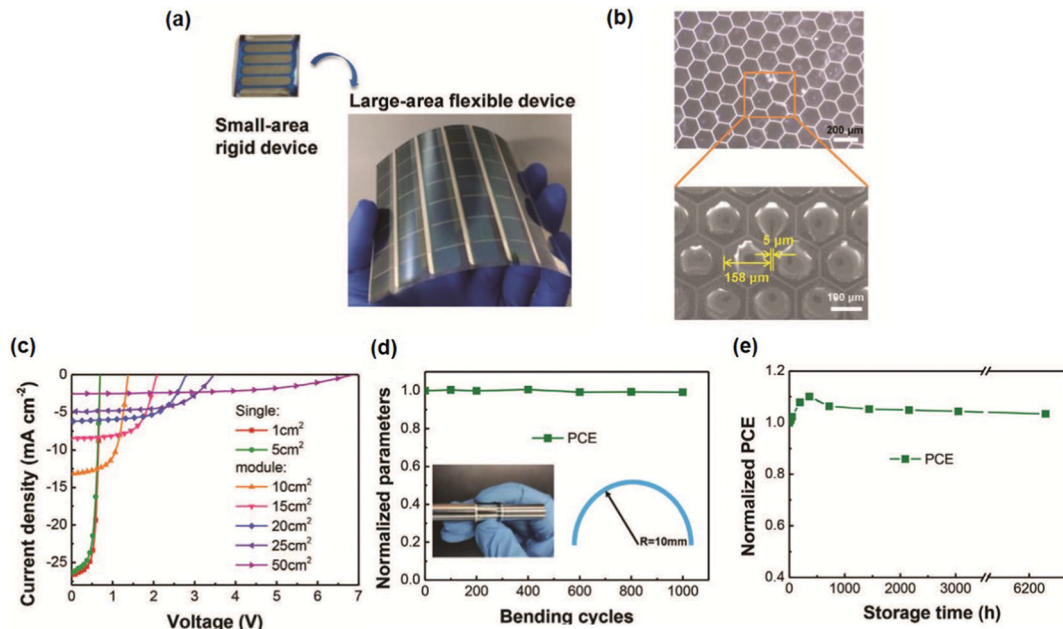 (a)
Small-area
rigid device
Large-area flexible device
(b)
200 µm
5 µm
158 µm
100 µm
(c)
Current density (mA cm⁻²)
0
-5
-10
-15
-20
-25
Single:
1cm²
5cm²
module:
10cm²
15cm²
20cm²
25cm²
50cm²
0 1 2 3 4 5 6 7
Voltage (V)
(d)
Normalized parameters
1.0
0.8
0.6
0.4
0.2
0.0
PCE
R=10mm
0 200 400 600 800 1000
Bending cycles
(e)
Normalized PCE
1.2
1.0
0.8
0.6
0.4
PCE
0 1000 2000 3000 6200
Storage time (h)